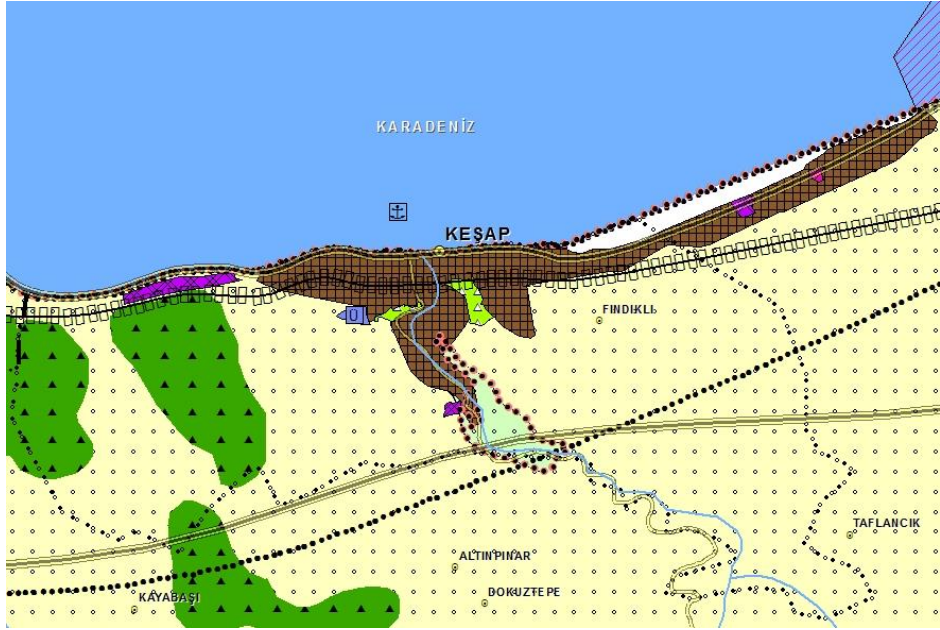 KARADENİZ
KEŞAP
Ü
FINDIKLI
TAFLANCIK
ALTINPINAR
KAYABAŞI
DOKUZTEPE